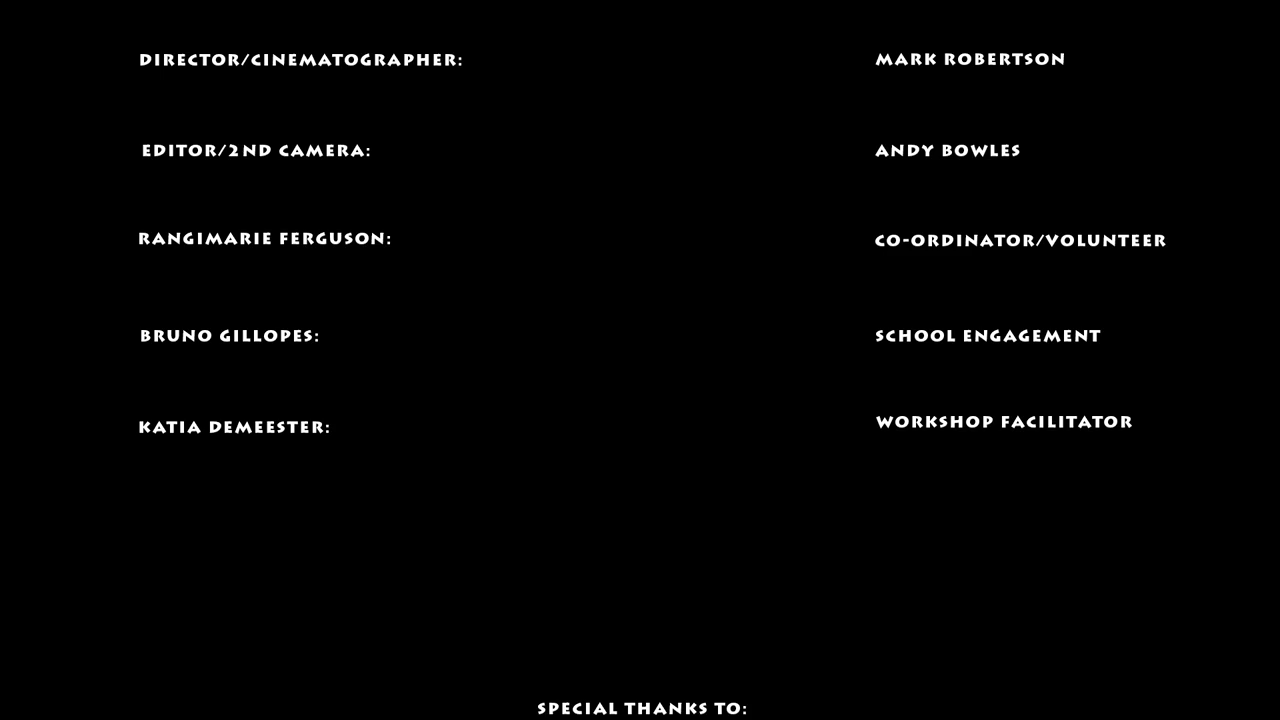 DIRECTOR/CINEMATOGRAPHER: MARK ROBERTSON
EDITOR/2ND CAMERA: ANDY BOWLES
RANGIMARIE FERGUSON: CO-ORDINATOR/VOLUNTEER
BRUNO GILLOPES: SCHOOL ENGAGEMENT
KATIA DEMEESTER: WORKSHOP FACILITATOR
SPECIAL THANKS TO: